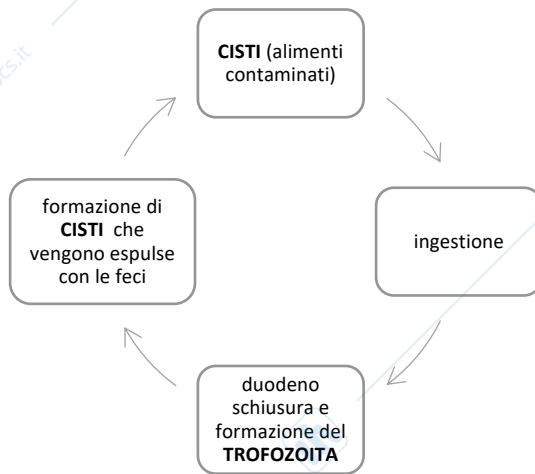 CISTI (alimenti
contaminati)
ingestione
duodeno
schiusura e
formazione del
TROFOZOITA
formazione di
CISTI che
vengono espulse
con le feci